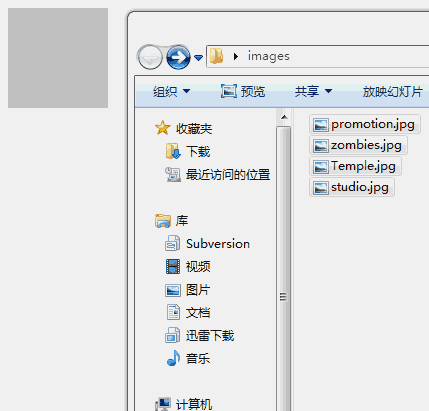 images
组织 预览 共享 放映幻灯片
收藏夹
下载
最近访问的位置
库
Subversion
视频
图片
文档
迅雷下载
音乐
计算机
promotion.jpg
zombies.jpg
Temple.jpg
studio.jpg